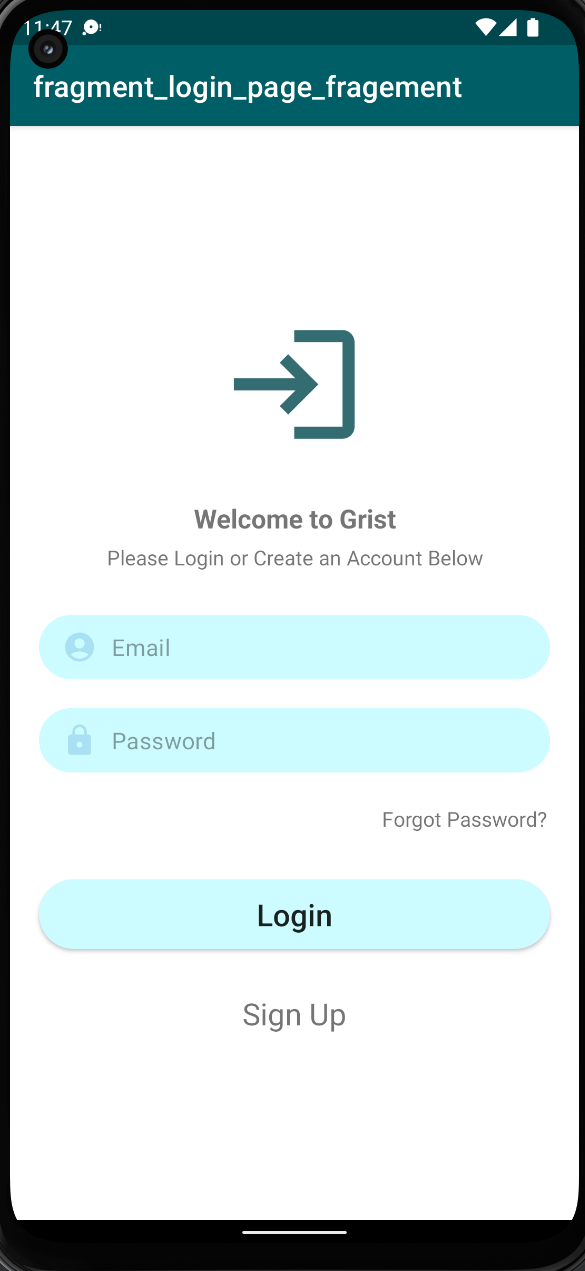 11:47
fragment_login_page_fragement
Welcome to Grist
Please Login or Create an Account Below
Email
Password
Forgot Password?
Login
Sign Up